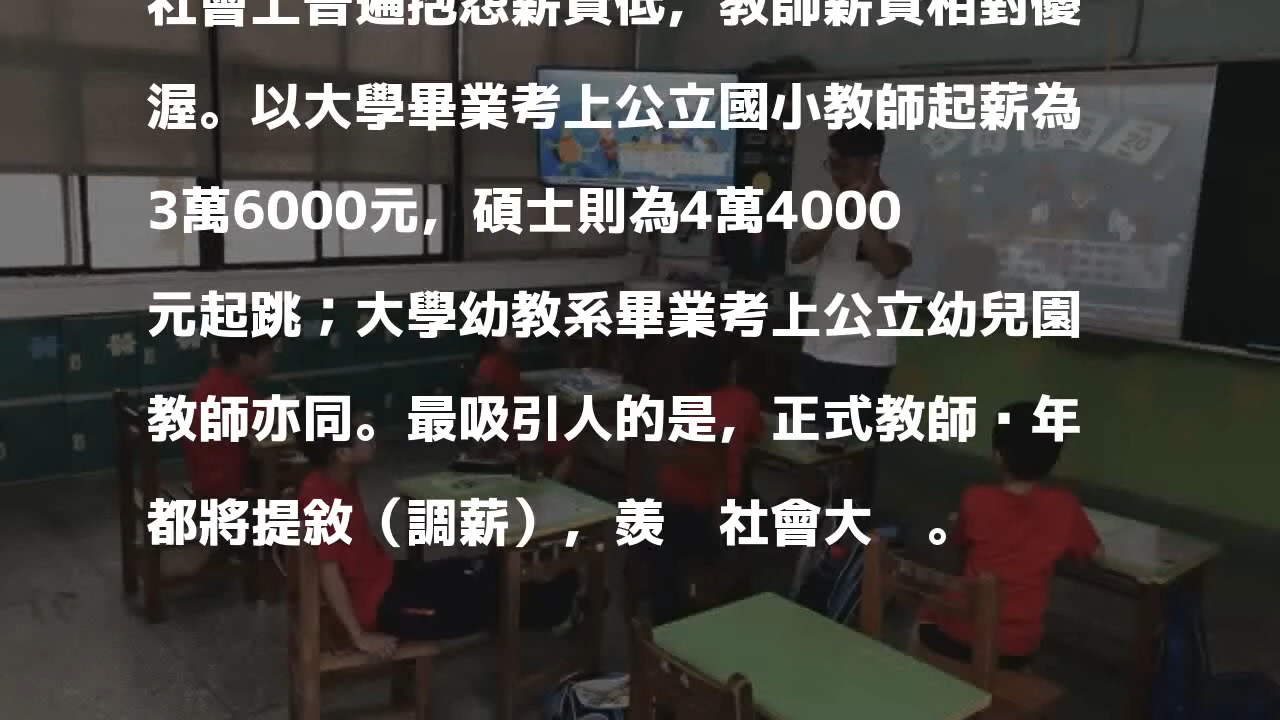 社會上普遍抱怨薪資低，教師薪資相對優
渥。以大學畢業考上公立國小教師起薪為
3萬6000元，碩士則為4萬4000
元起跳；大學幼教系畢業考上公立幼兒園
教師亦同。最吸引人的是，正式教師·年
都將提敘（調薪），羨　社會大　。